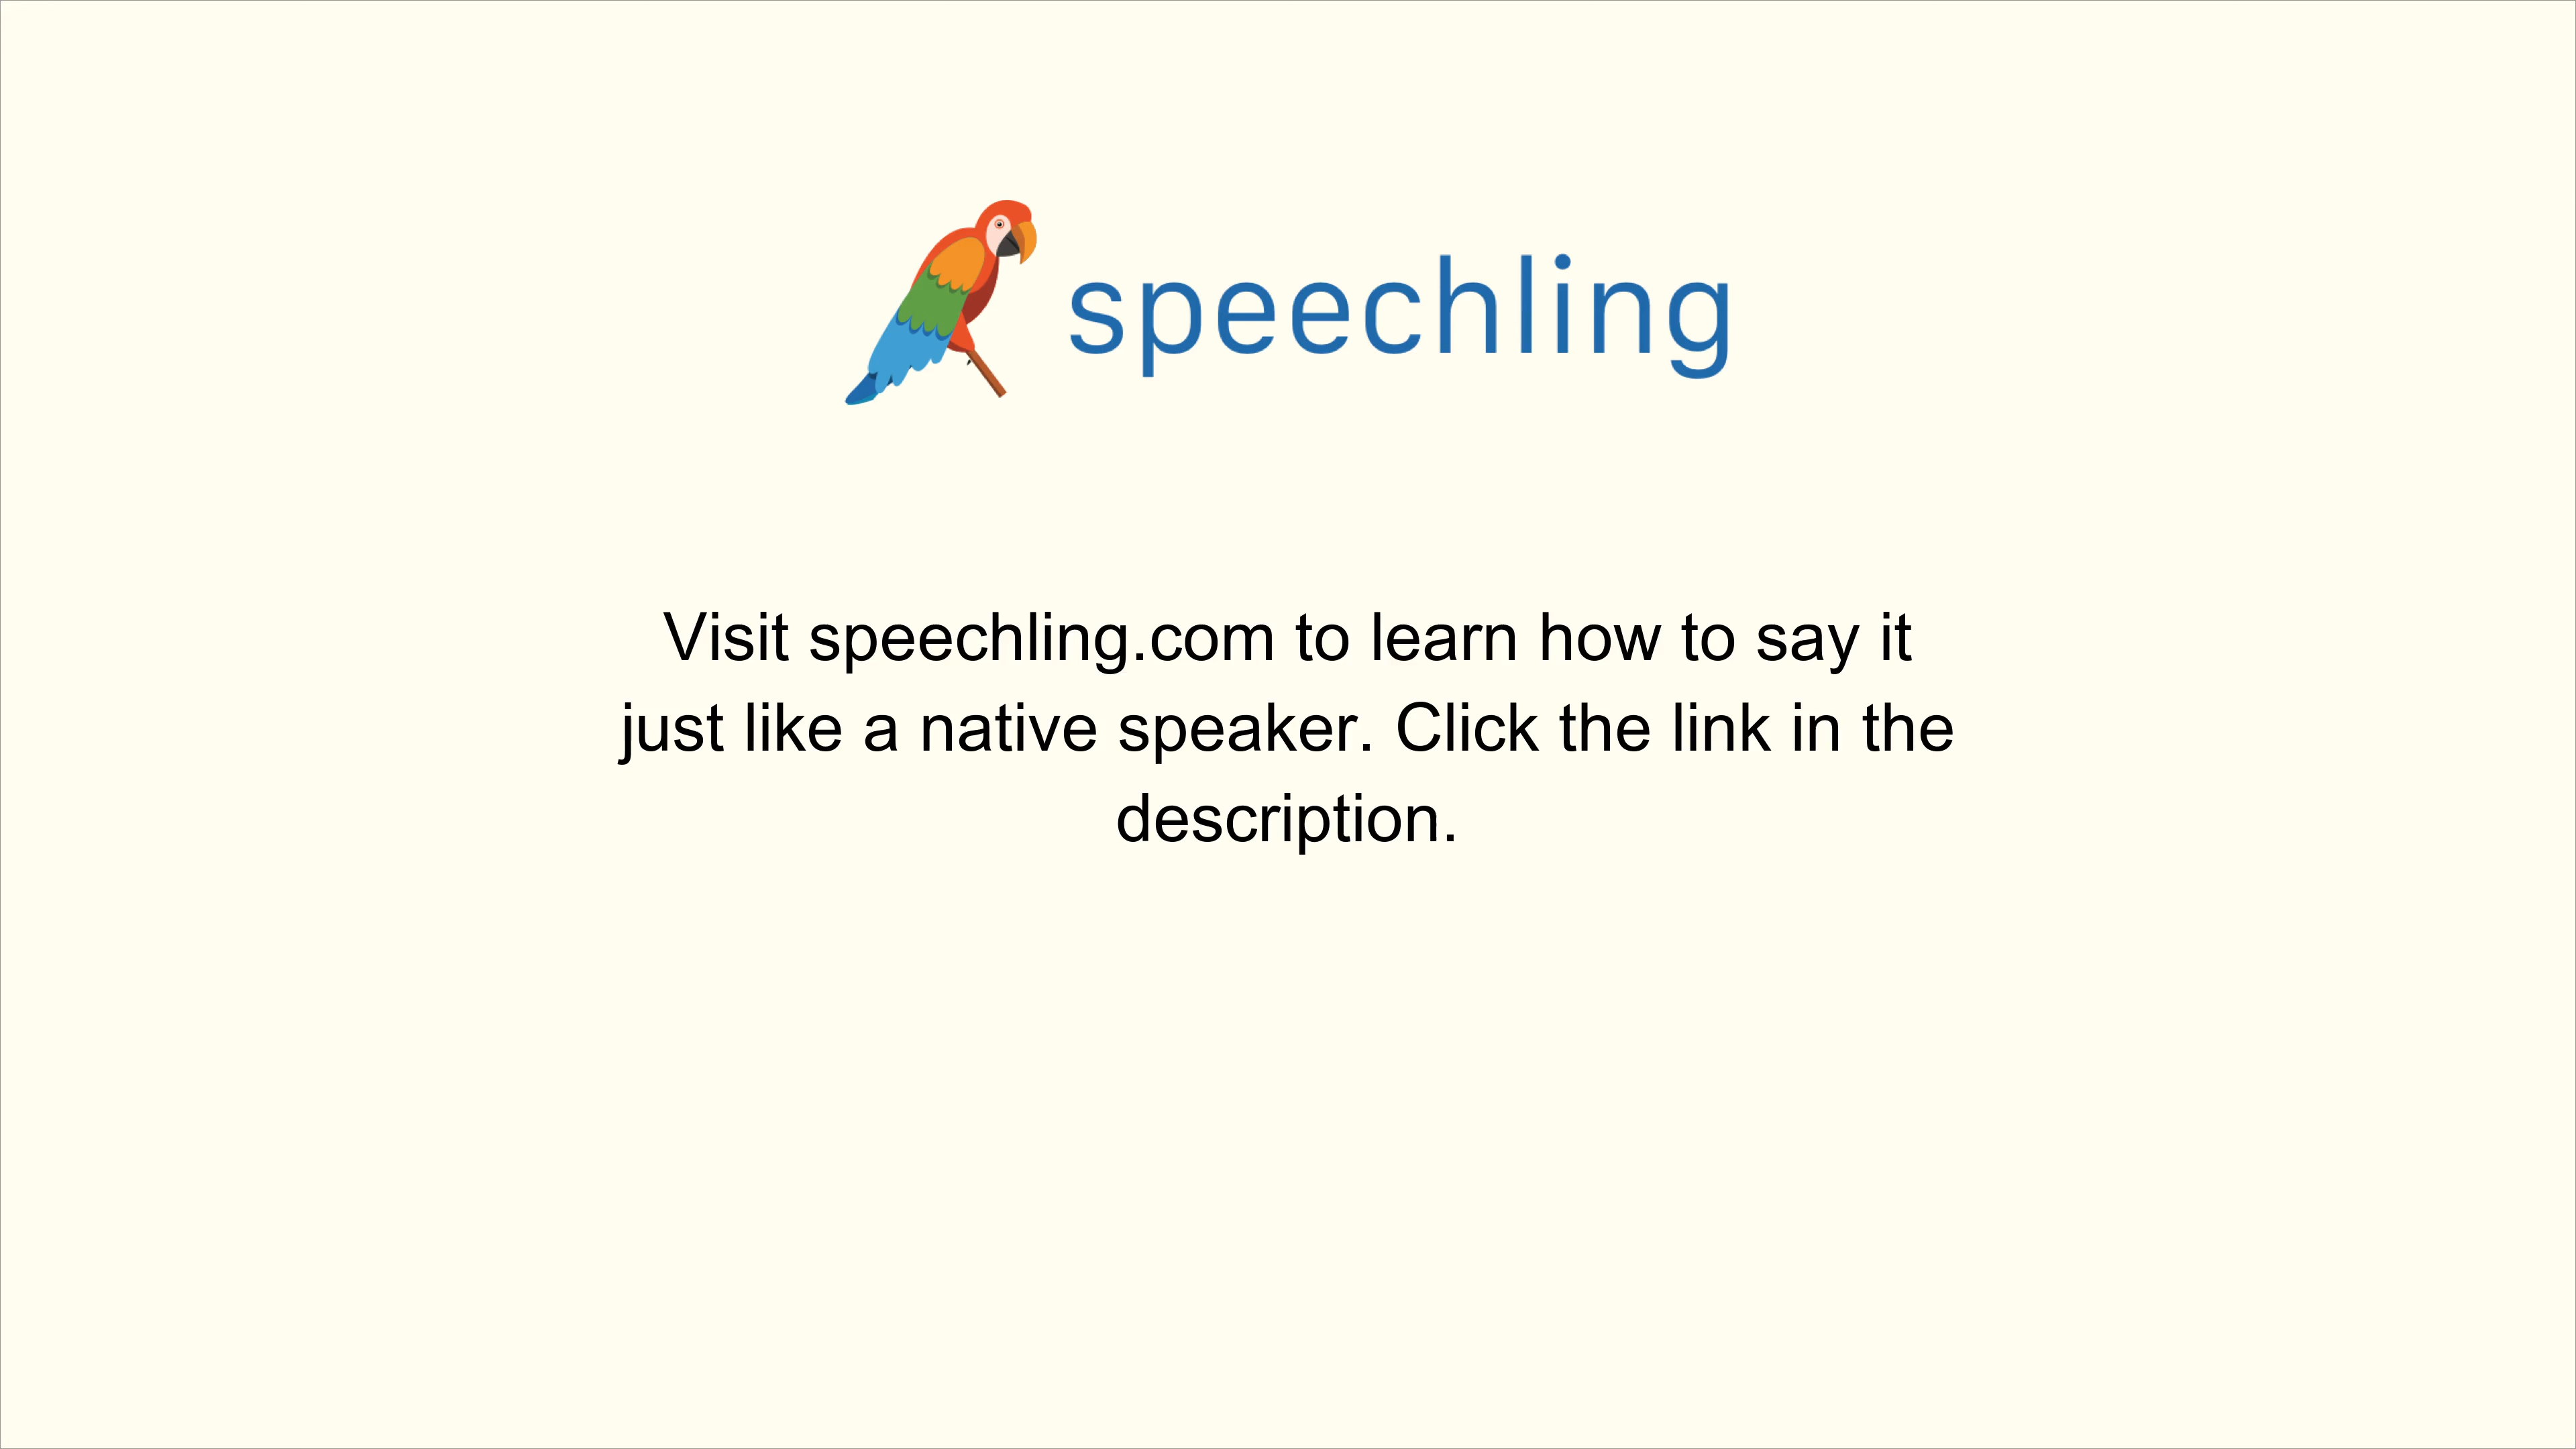 speechling
Visit speechling.com to learn how to say it
just like a native speaker. Click the link in the
description.